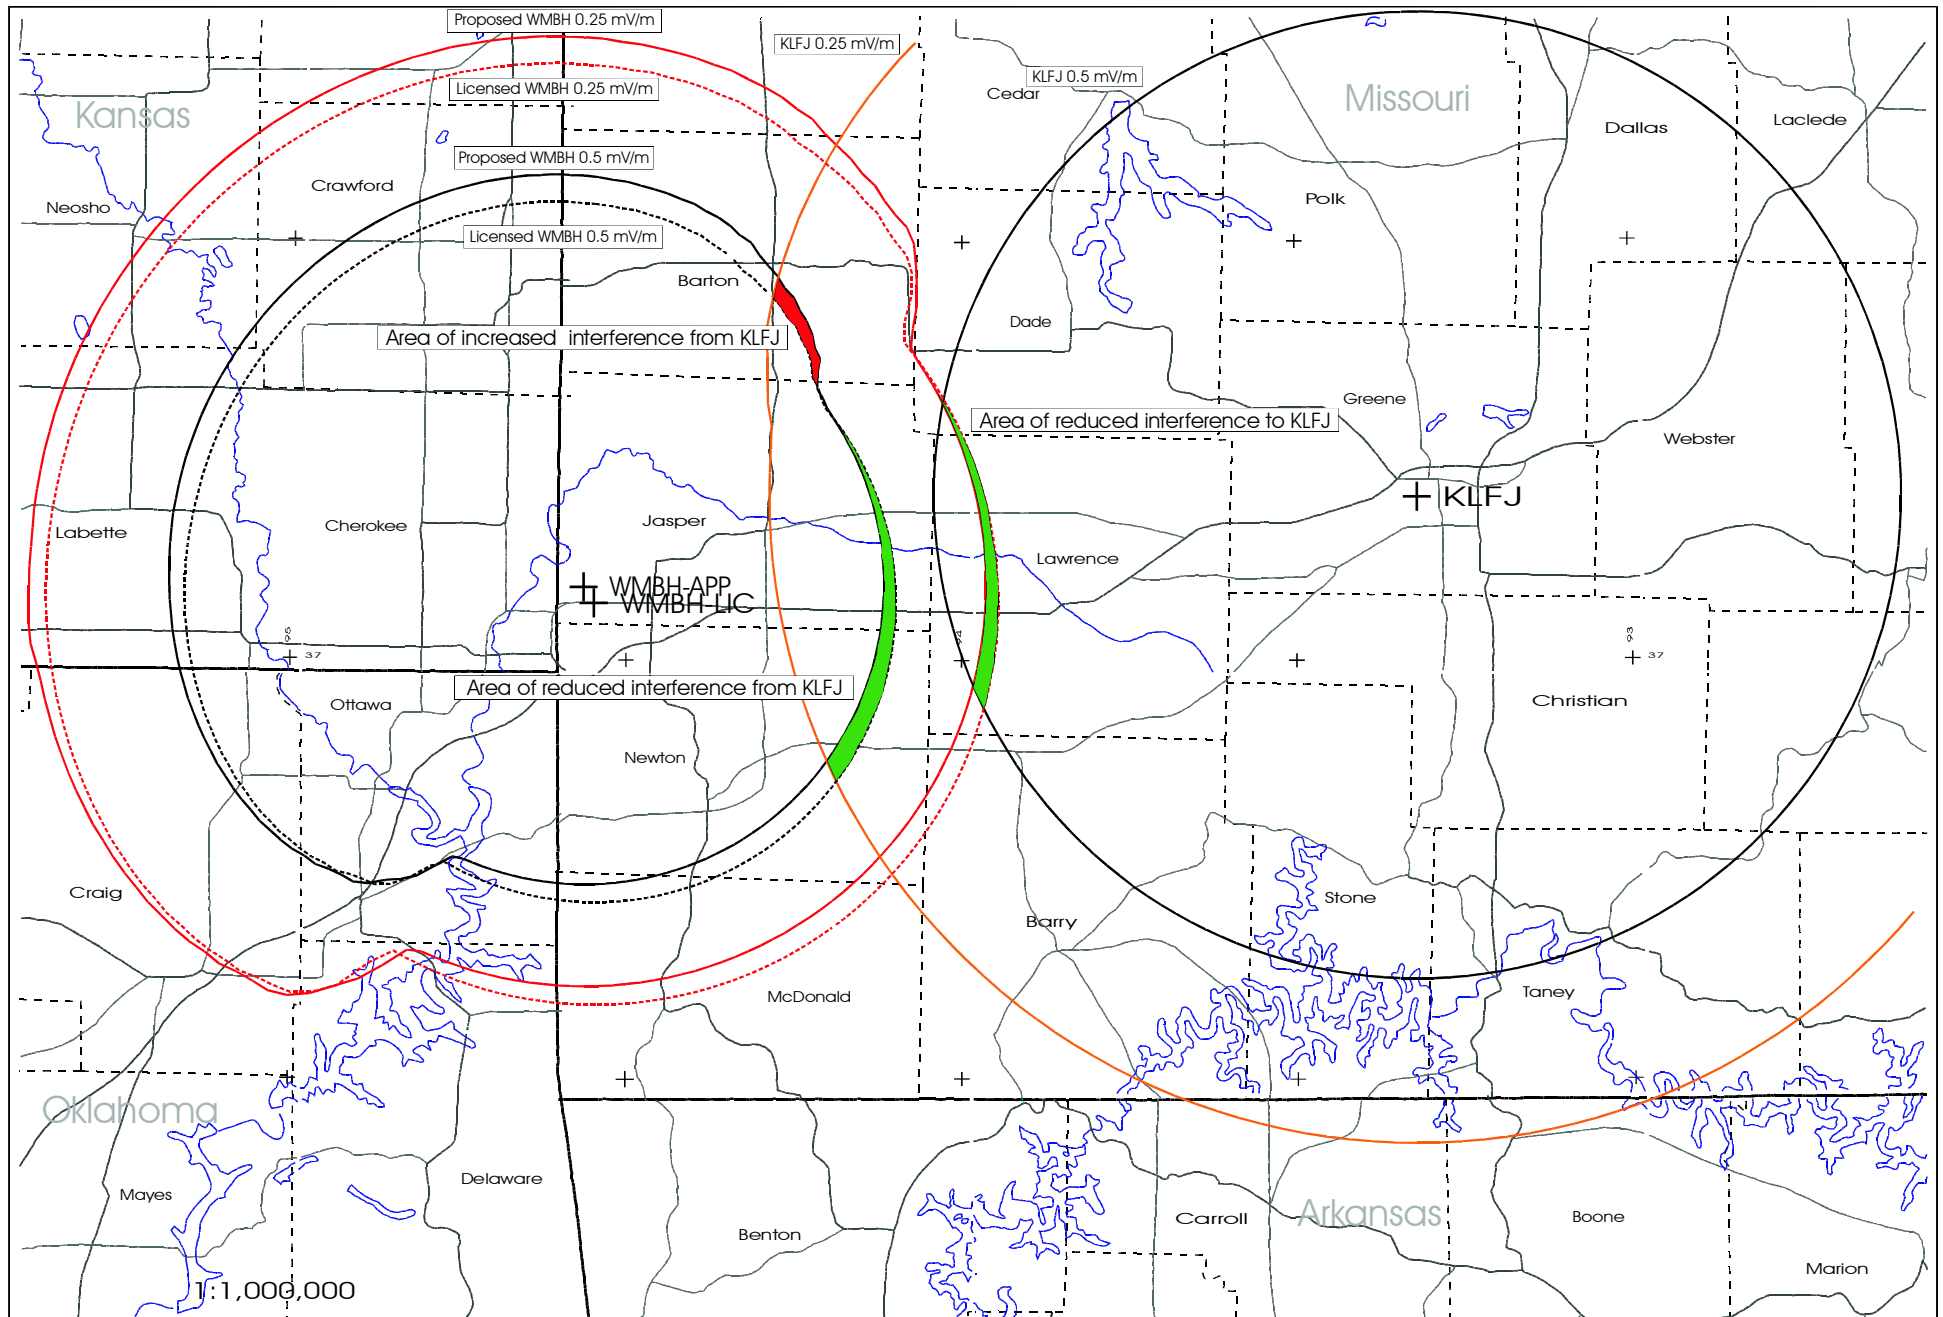 Proposed WMBH 0.25 mV/m
KLFJ 0.25 mV/m
KLFJ 0.5 mV/m
Licensed WMBH 0.25 mV/m
Cedar
Missouri
Kansas
Dallas
Laclede
Proposed WMBH 0.5 mV/m
Crawford
Polk
Neosho
Licensed WMBH 0.5 mV/m
Barton
Dade
Area of increased interference from KLFJ
Greene
Area of reduced interference to KLFJ
Webster
KLFJ
Labette
Cherokee
Jasper
Lawrence
WMBH-APP
WMBH-LIC
95
37
94
93
37
Area of reduced interference from KLFJ
Ottawa
Christian
Newton
Craig
Stone
Barry
McDonald
Taney
Oklahoma
Delaware
Mayes
Benton
Carroll
Arkansas
Boone
Marion
1:1,000,000